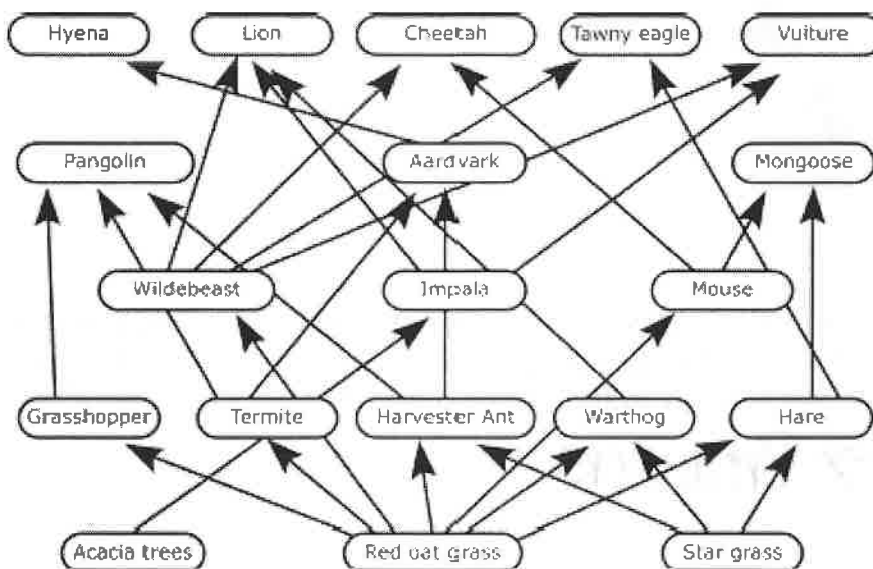 Hyena
Lion
Cheetah
Tawny eagle
Vulture
Pangolin
Aardvark
Mongoose
Wildebeast
Impala
Mouse
Grasshopper
Termite
Harvester Ant
Warthog
Hare
Acacia trees
Red oat grass
Star grass